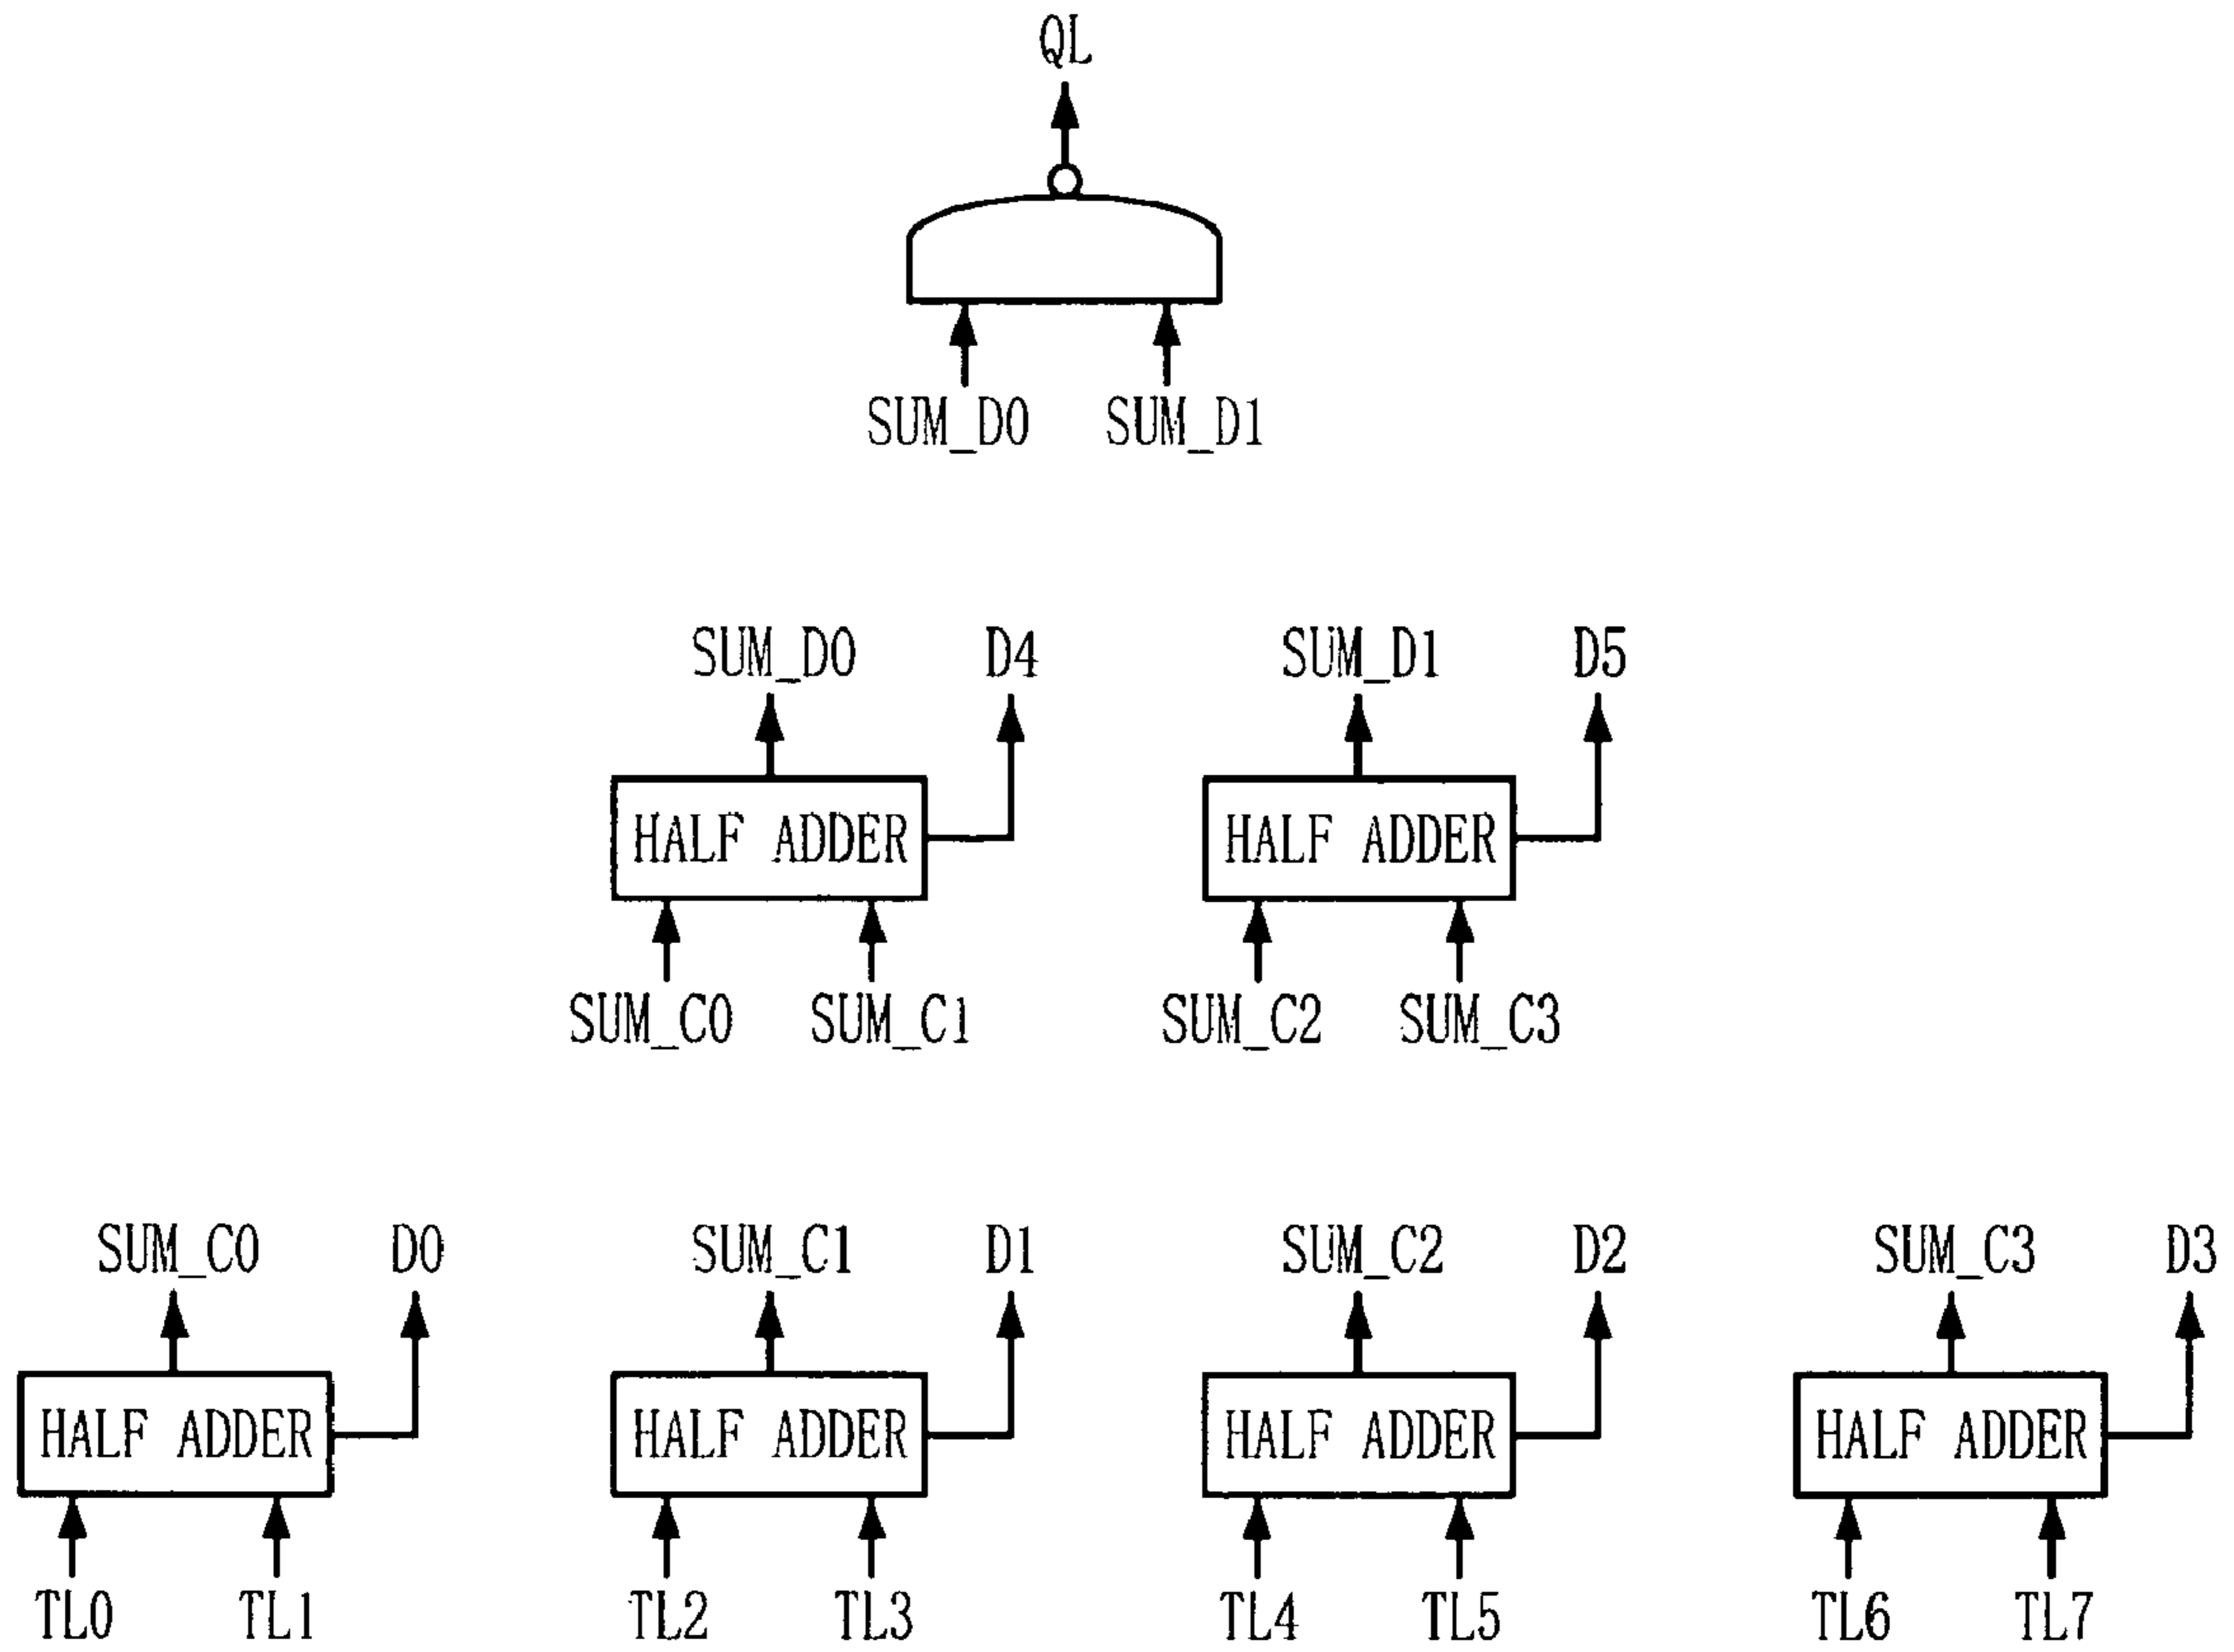 QL
SUM_D0 SUM_D1
SUM_D0 D4 SUM_D1 D5
HALF ADDER HALF ADDER
SUM_C0 SUM_C1 SUM_C2 SUM_C3
SUM_C0 D0 SUM_C1 D1 SUM_C2 D2 SUM_C3 D3
HALF ADDER HALF ADDER HALF ADDER HALF ADDER
TL0 TL1 TL2 TL3 TL4 TL5 TL6 TL7